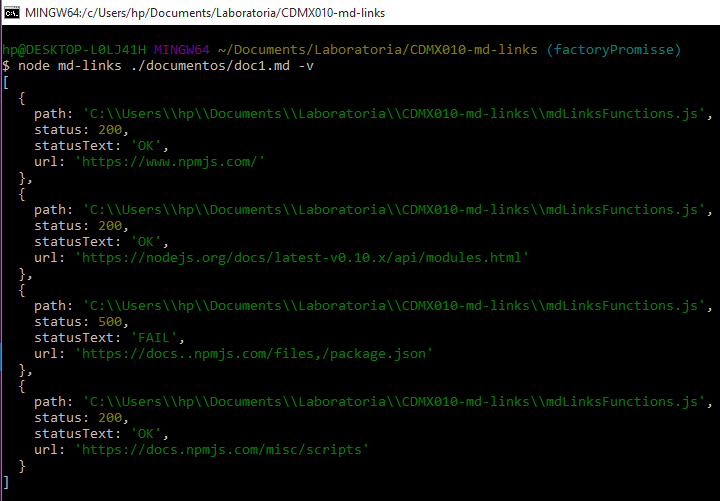 MINGW64:/c/Users/hp/Documents/Laboratoria/CDMX010-md-links
hp@DESKTOP-L0LJ41H MINGW64 ~/Documents/Laboratoria/CDMX010-md-links (factoryPromisse)
$ node md-links ./documentos/doc1.md -v
[
  {
    path: 'C:\\Users\\hp\\Documents\\Laboratoria\\CDMX010-md-links\\mdLinksFunctions.js',
    status: 200,
    statusText: 'OK',
    url: 'https://www.npmjs.com/'
  },
  {
    path: 'C:\\Users\\hp\\Documents\\Laboratoria\\CDMX010-md-links\\mdLinksFunctions.js',
    status: 200,
    statusText: 'OK',
    url: 'https://nodejs.org/docs/latest-v0.10.x/api/modules.html'
  },
  {
    path: 'C:\\Users\\hp\\Documents\\Laboratoria\\CDMX010-md-links\\mdLinksFunctions.js',
    status: 500,
    statusText: 'FAIL',
    url: 'https://docs..npmjs.com/files,/package.json'
  },
  {
    path: 'C:\\Users\\hp\\Documents\\Laboratoria\\CDMX010-md-links\\mdLinksFunctions.js',
    status: 200,
    statusText: 'OK',
    url: 'https://docs.npmjs.com/misc/scripts'
  }
]